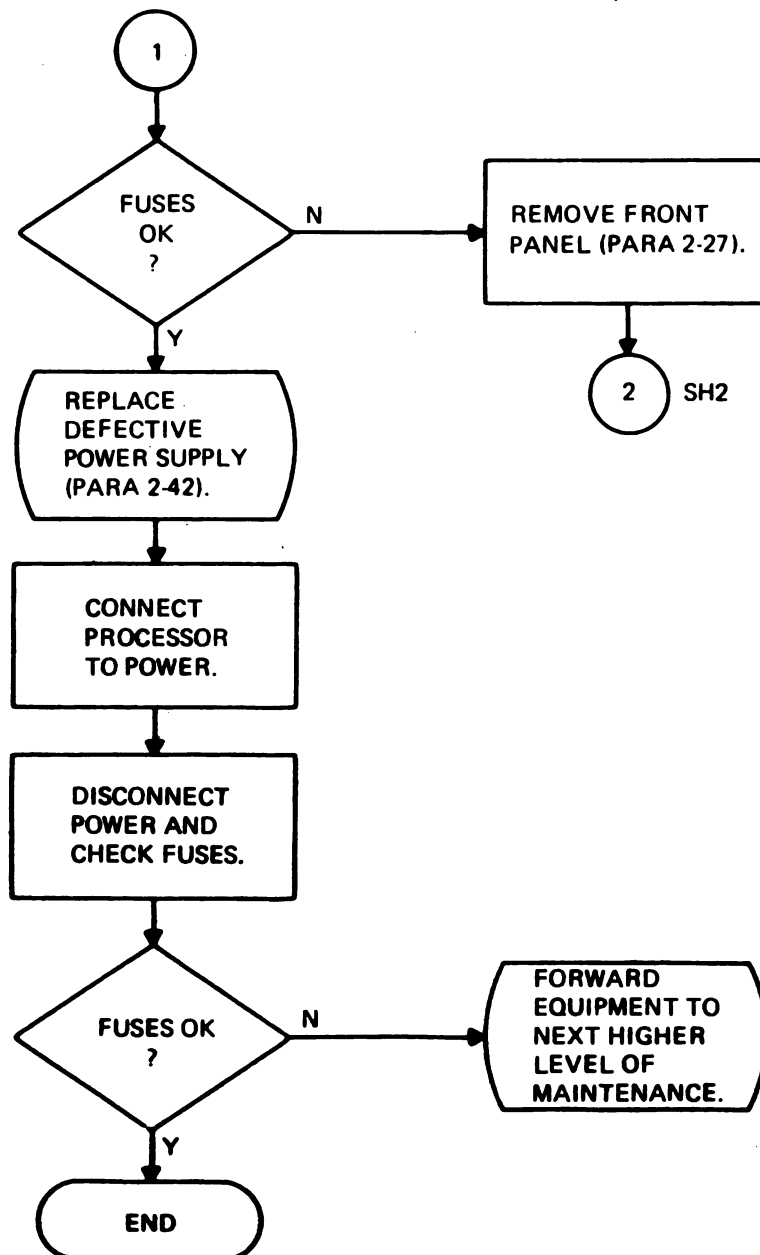 1
FUSES
OK
?
N
REMOVE FRONT
PANEL (PARA 2-27).
Y
2 SH2
REPLACE
DEFECTIVE
POWER SUPPLY
(PARA 2-42).
CONNECT
PROCESSOR
TO POWER.
DISCONNECT
POWER AND
CHECK FUSES.
FUSES OK
?
N
FORWARD
EQUIPMENT TO
NEXT HIGHER
LEVEL OF
MAINTENANCE.
Y
END